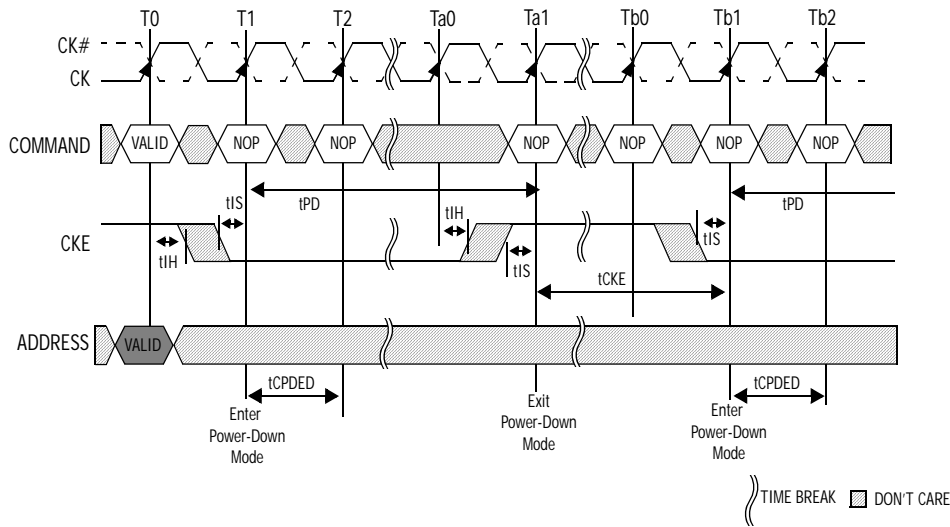 T0 T1 T2 Ta0 Ta1 Tb0 Tb1 Tb2
CK#
CK
COMMAND VALID NOP NOP NOP NOP NOP NOP
tPD tPD
tIS tIH tIS
CKE
tIH tIS
tCKE
ADDRESS VALID
tCPDED tCPDED
Enter
Power-Down
Mode
Exit
Power-Down
Mode
Enter
Power-Down
Mode
TIME BREAK DON'T CARE